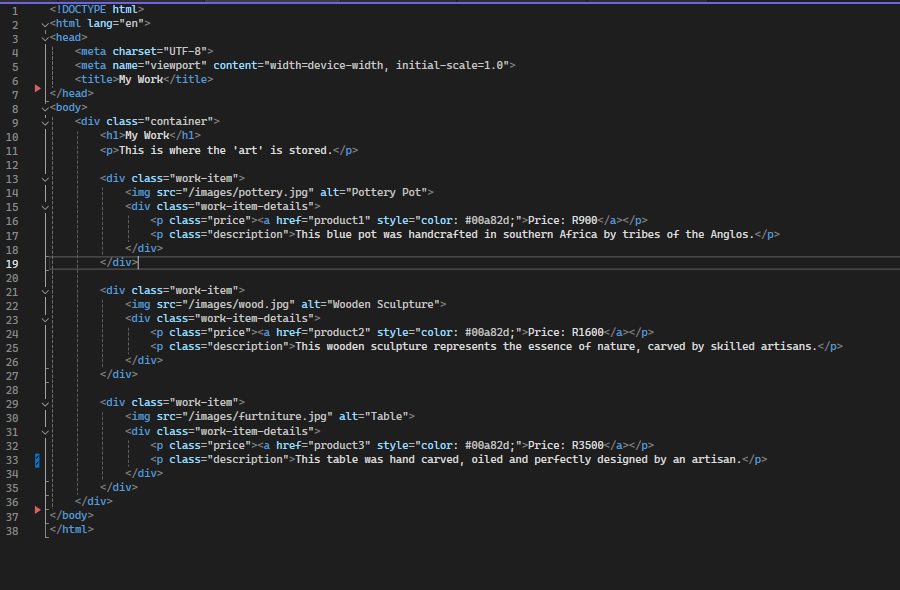 1 <!DOCTYPE html>
2 <html lang="en">
3 <head>
4     <meta charset="UTF-8">
5     <meta name="viewport" content="width=device-width, initial-scale=1.0">
6     <title>My Work</title>
7 </head>
8 <body>
9     <div class="container">
10         <h1>My Work</h1>
11         <p>This is where the 'art' is stored.</p>
12
13         <div class="work-item">
14             <img src="/images/pottery.jpg" alt="Pottery Pot">
15             <div class="work-item-details">
16                 <p class="price"><a href="product1" style="color: #00a82d;">Price: R900</a></p>
17                 <p class="description">This blue pot was handcrafted in southern Africa by tribes of the Anglos.</p>
18             </div>
19         </div>
20
21         <div class="work-item">
22             <img src="/images/wood.jpg" alt="Wooden Sculpture">
23             <div class="work-item-details">
24                 <p class="price"><a href="product2" style="color: #00a82d;">Price: R1600</a></p>
25                 <p class="description">This wooden sculpture represents the essence of nature, carved by skilled artisans.</p>
26             </div>
27         </div>
28
29         <div class="work-item">
30             <img src="/images/furtniture.jpg" alt="Table">
31             <div class="work-item-details">
32                 <p class="price"><a href="product3" style="color: #00a82d;">Price: R3500</a></p>
33                 <p class="description">This table was hand carved, oiled and perfectly designed by an artisan.</p>
34             </div>
35         </div>
36     </div>
37 </body>
38 </html>